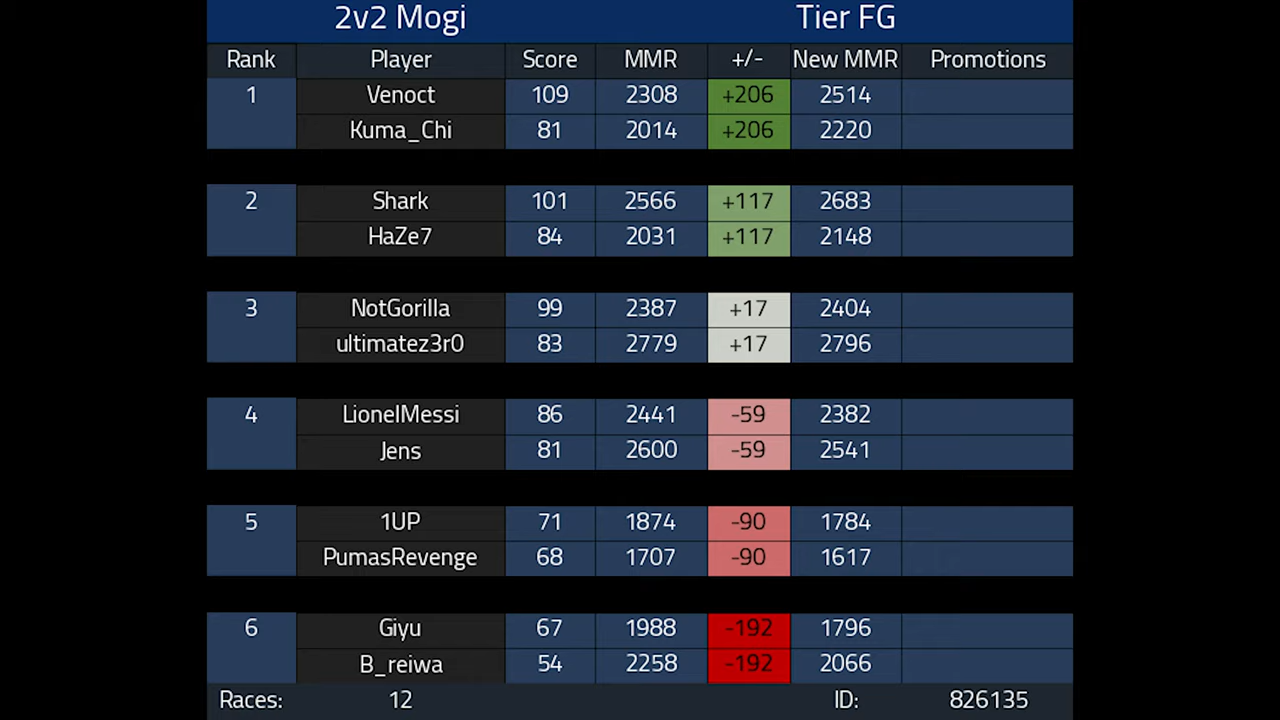 2v2 Mogi Tier FG
Rank Player Score MMR +/- New MMR Promotions
1 Venoct 109 2308 +206 2514
Kuma_Chi 81 2014 +206 2220
2 Shark 101 2566 +117 2683
HaZe7 84 2031 +117 2148
3 NotGorilla 99 2387 +17 2404
ultimatez3r0 83 2779 +17 2796
4 LionelMessi 86 2441 -59 2382
Jens 81 2600 -59 2541
5 1UP 71 1874 -90 1784
PumasRevenge 68 1707 -90 1617
6 Giyu 67 1988 -192 1796
B_reiwa 54 2258 -192 2066
Races: 12 ID: 826135